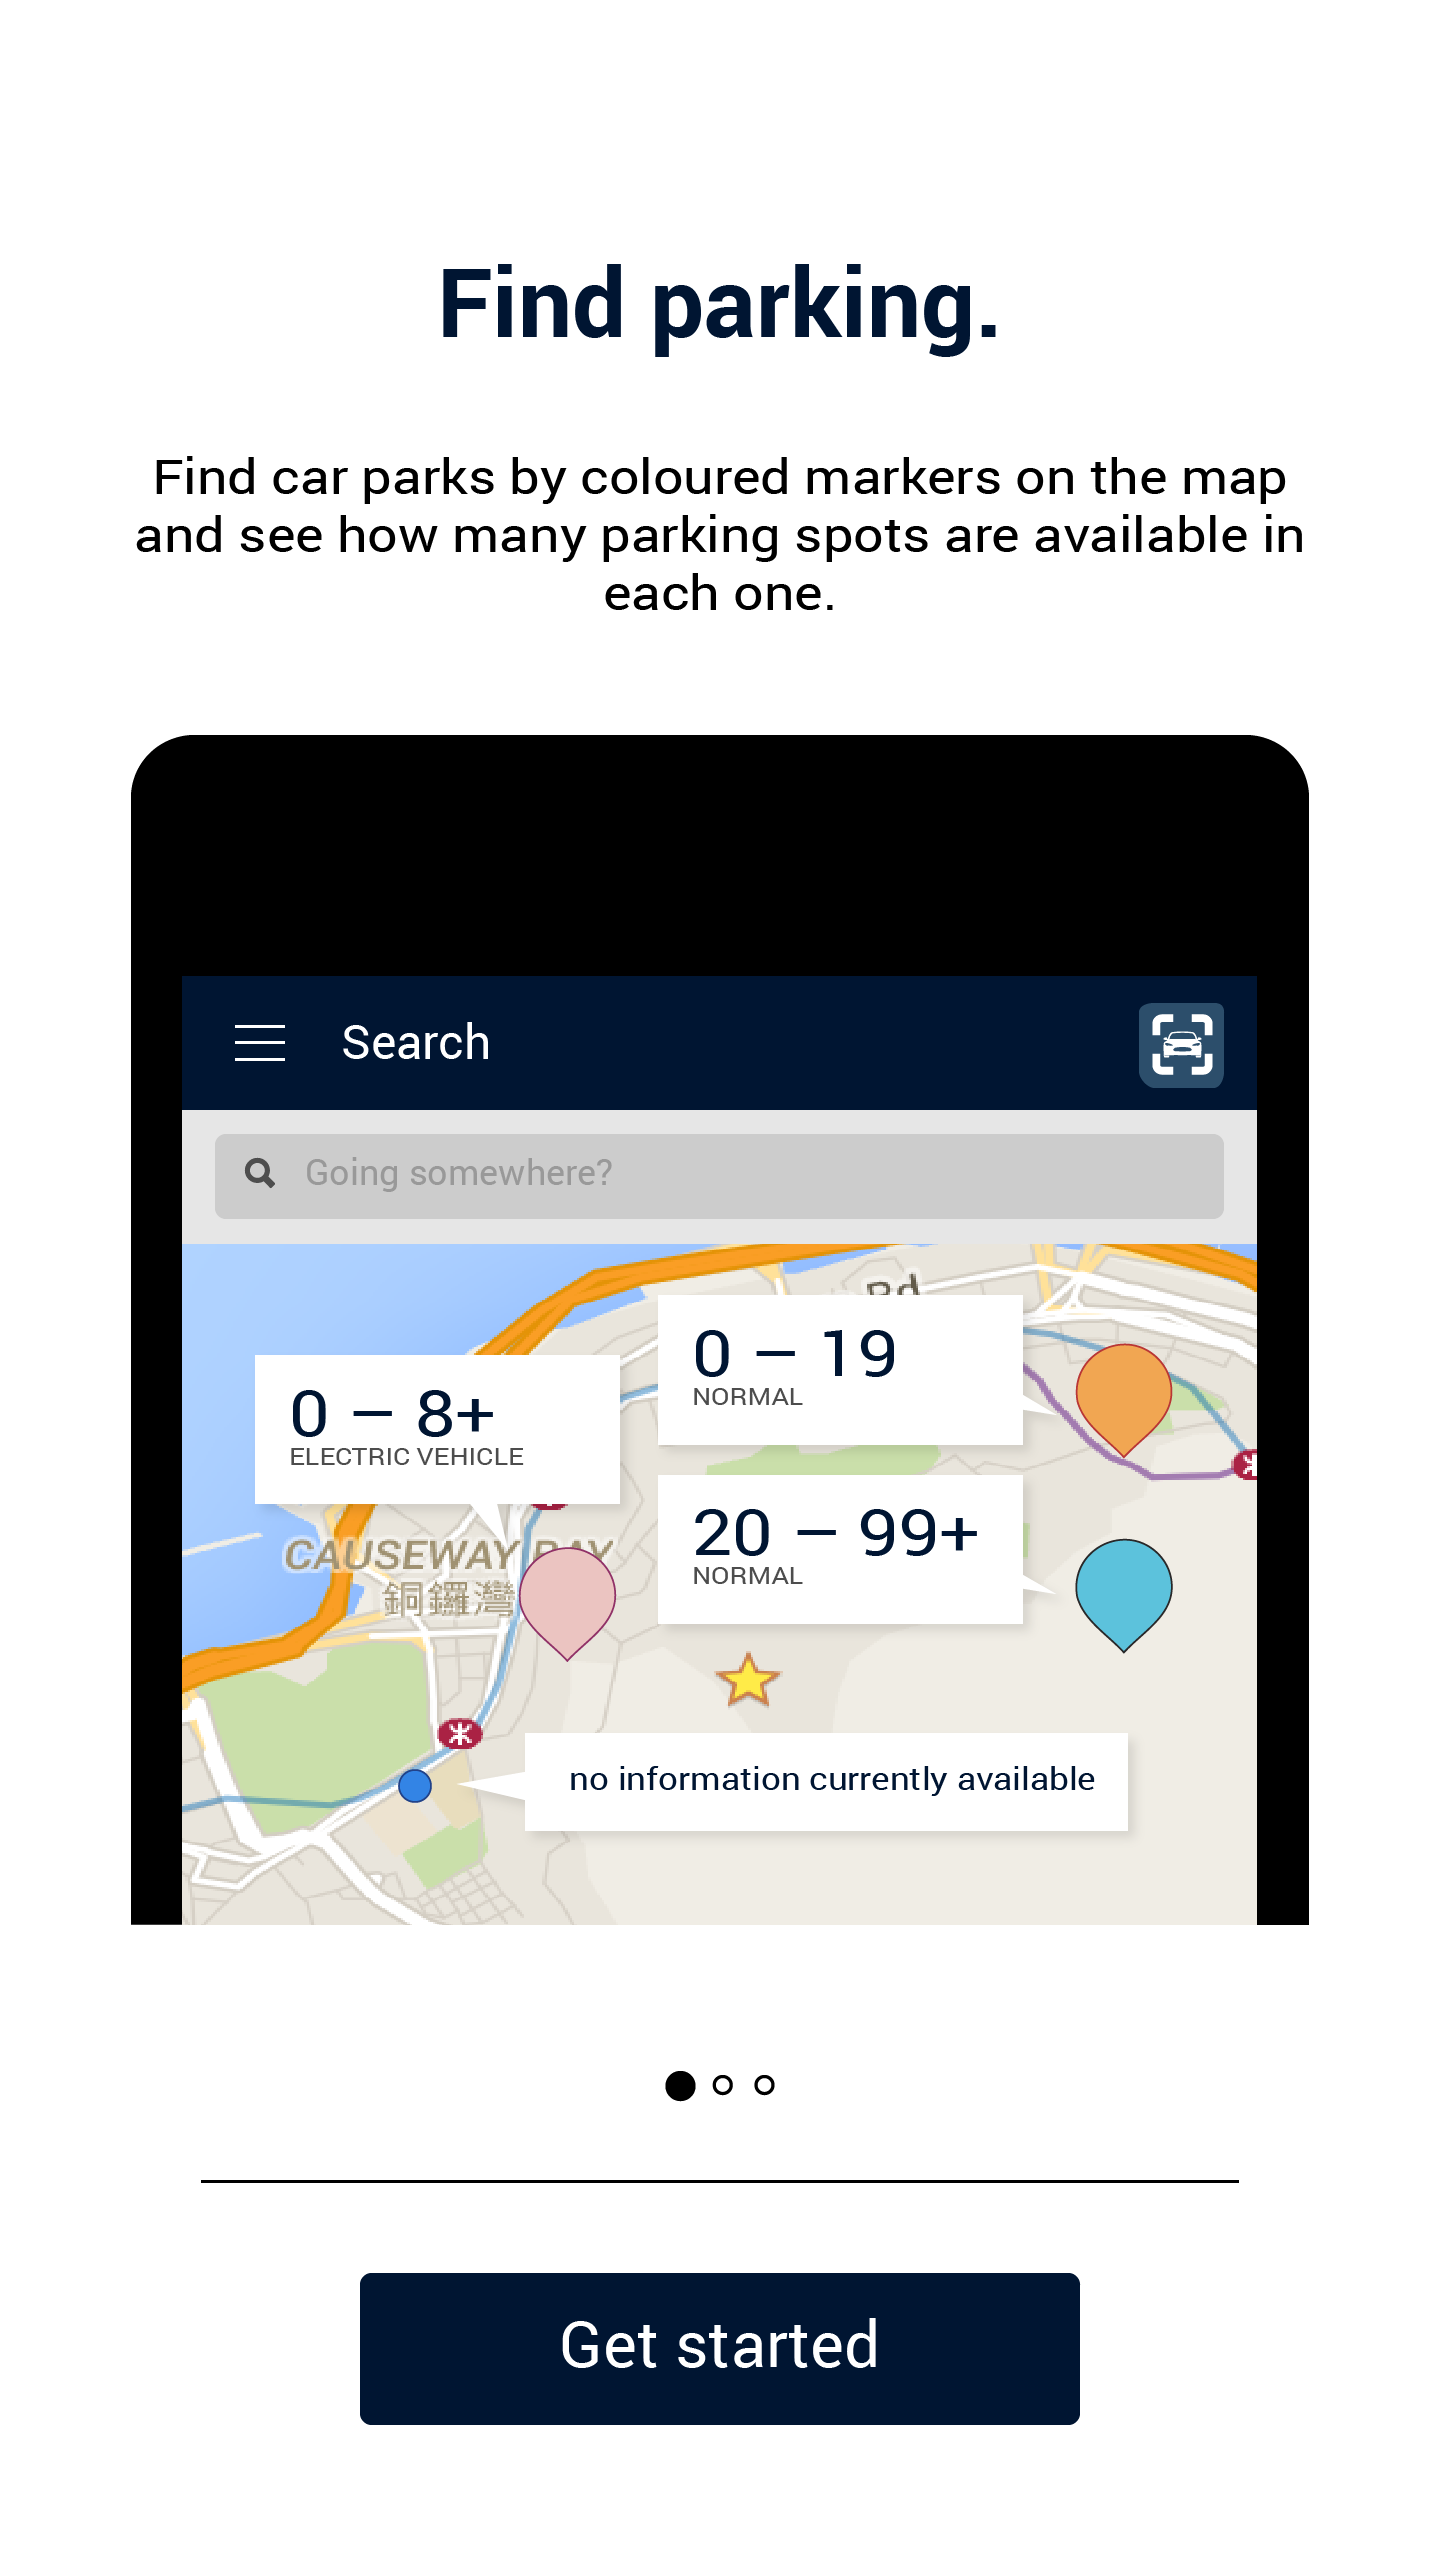 Find parking.
Find car parks by coloured markers on the map
and see how many parking spots are available in
each one.
Search
Going somewhere?
Rd
0 – 19
NORMAL
0 – 8+
ELECTRIC VEHICLE
20 – 99+
NORMAL
CAUSEWAY BAY
銅鑼灣
no information currently available
Get started